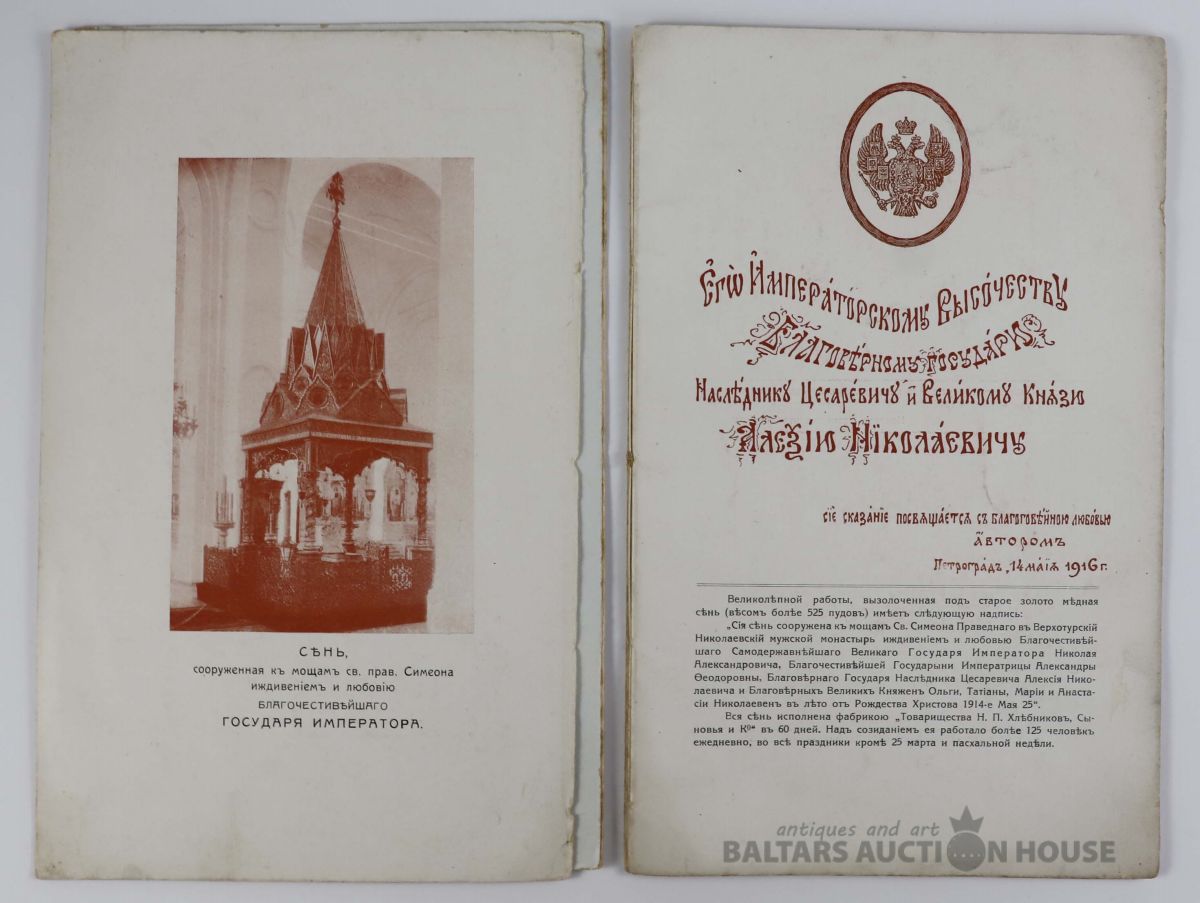 СѢНЬ,
сооруженная къ мощамъ св. прав. Симеона
иждивеніемъ и любовію
БЛАГОЧЕСТИВѢЙШАГО
ГОСУДАРЯ ИМПЕРАТОРА.
Єгѡ̀ Императорскому Высочеству
Благовѣрному Государю
Наслѣднику Цесаревичу и Великому Князю
Алеѯію Николаевичу
сіе сказаніе посвящается съ благоговѣйною любовью
авторомъ
Петроградъ, 14 маія 1916 г.
Великолѣпной работы, вызолоченная подъ старое золото мѣдная
сѣнь (вѣсомъ болѣе 525 пудовъ) имѣетъ слѣдующую надпись:
„Сія сѣнь сооружена къ мощамъ Св. Симеона Праведнаго въ Верхотурскій
Николаевскій мужской монастырь иждивеніемъ и любовью Благочестивѣй-
шаго Самодержавнѣйшаго Великаго Государя Императора Николая
Александровича, Благочестивѣйшей Государыни Императрицы Александры
Ѳеодоровны, Благовѣрнаго Государя Наслѣдника Цесаревича Алексія Нико-
лаевича и Благовѣрныхъ Великихъ Княженъ Ольги, Татіаны, Маріи и Анаста-
сіи Николаевенъ въ лѣто отъ Рождества Христова 1914-е Мая 25“.
Вся сѣнь исполнена фабрикою „Товарищества Н. П. Хлѣбниковъ, Сы-
новья и Ко“ въ 60 дней. Надъ созиданіемъ ея работало болѣе 125 человѣкъ
ежедневно, во всѣ праздники кромѣ 25 марта и пасхальной недѣли.
antiques and art
BALTARS AUCTION HOUSE